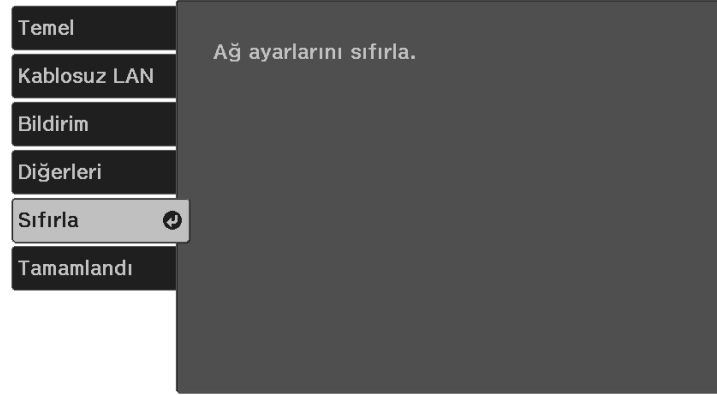 Temel
Kablosuz LAN
Bildirim
Diğerleri
Sıfırla
Tamamlandı
Ağ ayarlarını sıfırla.